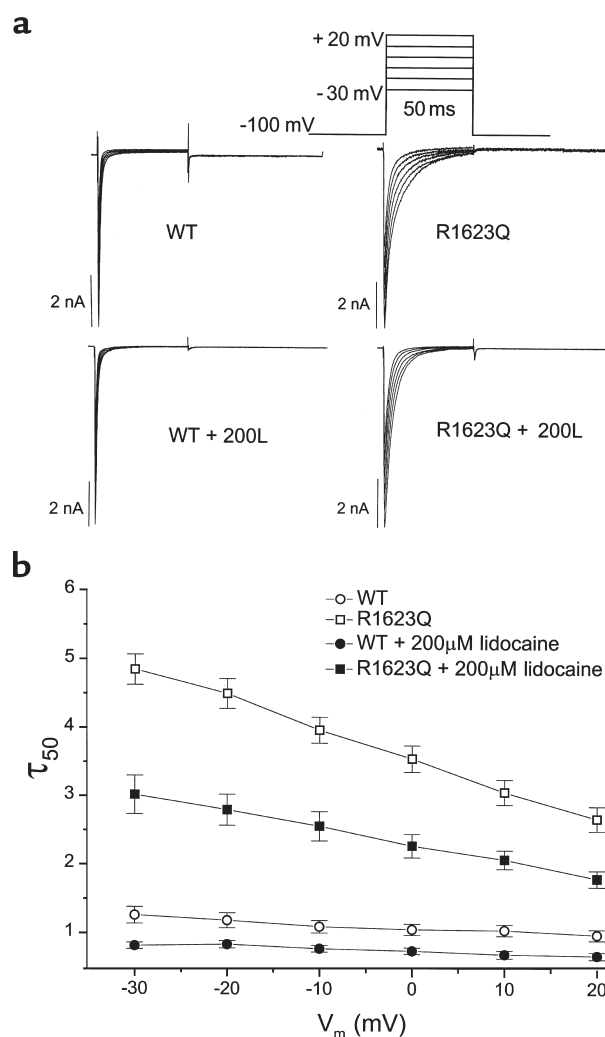 a
+20 mV
-30 mV
50 ms
-100 mV
WT
R1623Q
2 nA
2 nA
WT + 200L
R1623Q + 200L
2 nA
2 nA
b
6
5
4
3
2
1
τ50
WT
R1623Q
WT + 200μM lidocaine
R1623Q + 200μM lidocaine
-30 -20 -10 0 10 20
Vm (mV)